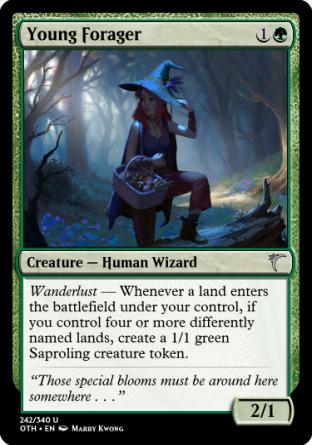 Young Forager 1
Creature — Human Wizard
Wanderlust — Whenever a land enters
the battlefield under your control, if
you control four or more differently
named lands, create a 1/1 green
Saproling creature token.
“Those special blooms must be around here
somewhere . . .”
2/1
242/340 U
OTH • EN Marby Kwong